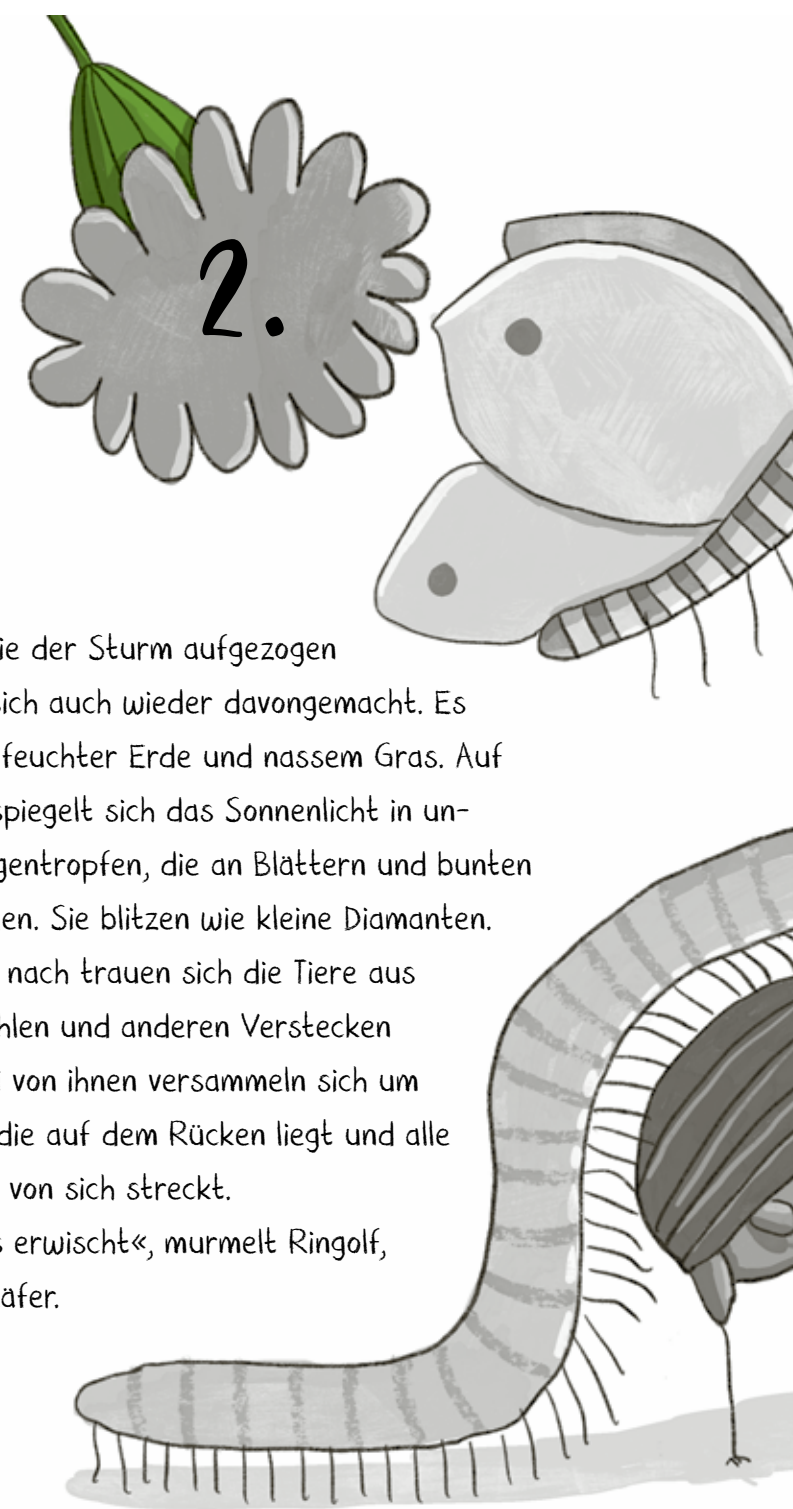 2.
ie der Sturm aufgezogen
sich auch wieder davongemacht. Es
feuchter Erde und nassem Gras. Auf
spiegelt sich das Sonnenlicht in un-
gentropfen, die an Blättern und bunten
en. Sie blitzen wie kleine Diamanten.
nach trauen sich die Tiere aus
hlen und anderen Verstecken
von ihnen versammeln sich um
die auf dem Rücken liegt und alle
von sich streckt.
s erwischt«, murmelt Ringolf,
äfer.